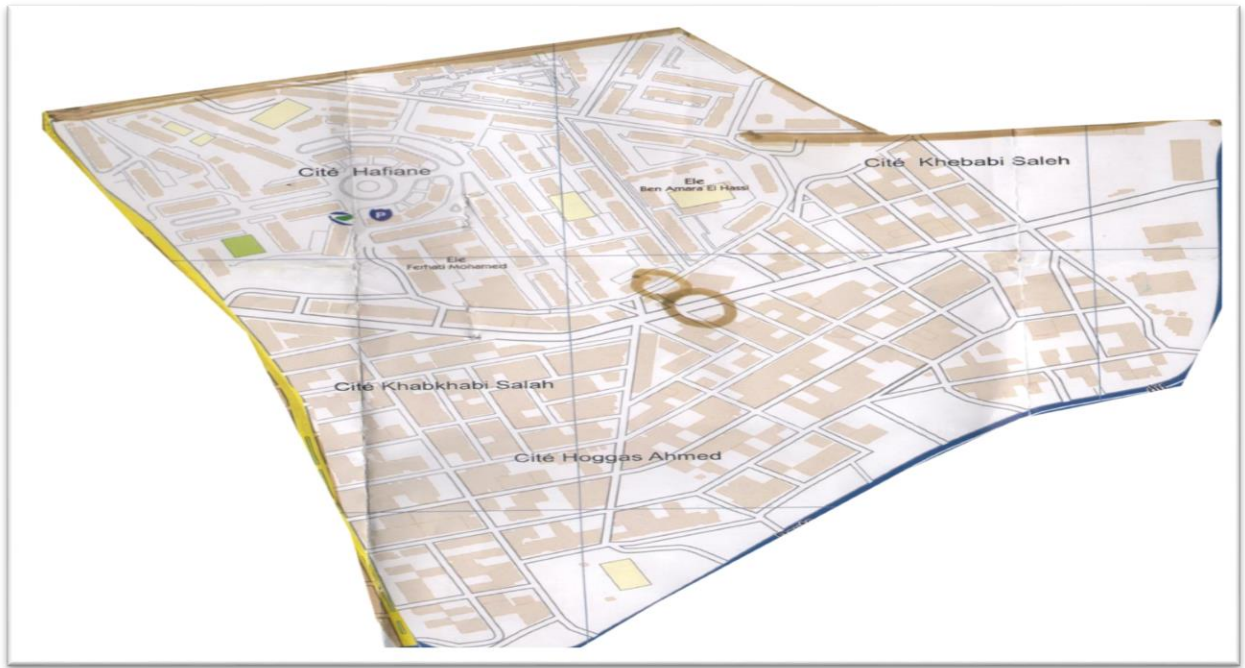 Cité Khebabi Saleh
Cité Hafiane
Ele
Ben Amara El Hassi
P
Ele
Ferhati Mohamed
Cité Khabkhabi Salah
Cité Hoggas Ahmed